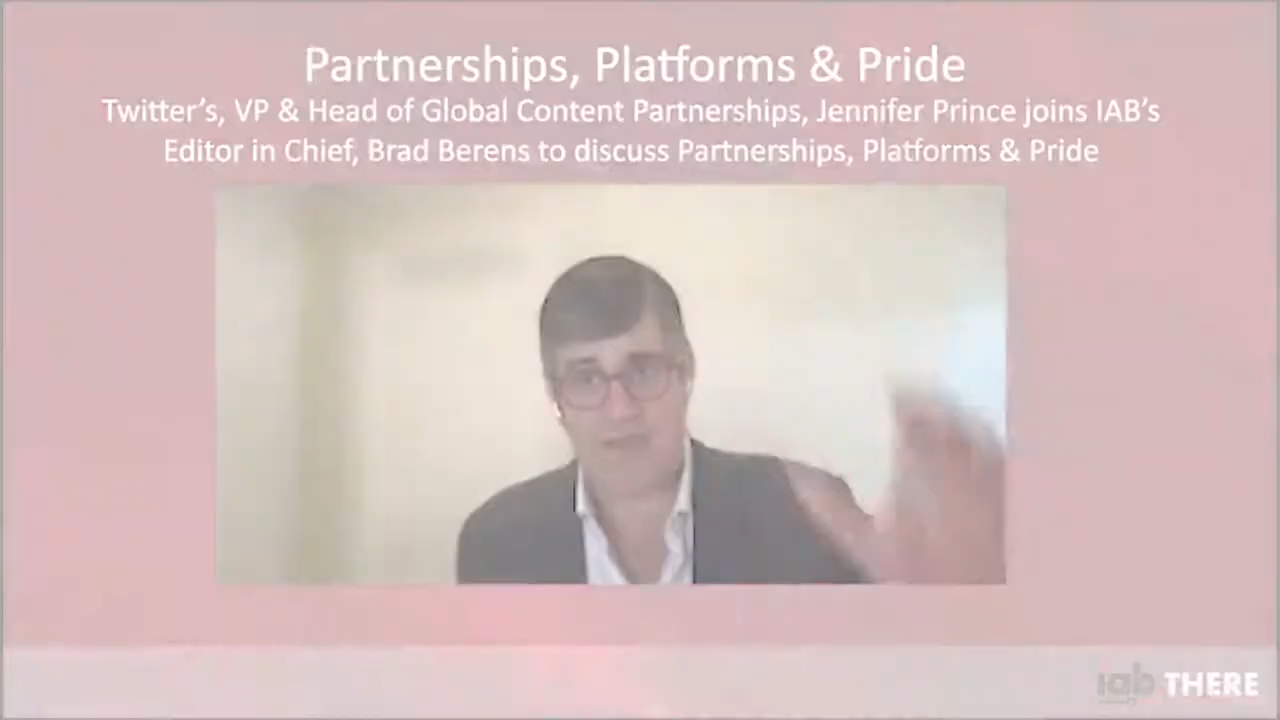 Partnerships, Platforms & Pride
Twitter's, VP & Head of Global Content Partnerships, Jennifer Prince joins IAB's
Editor in Chief, Brad Berens to discuss Partnerships, Platforms & Pride
iab THERE